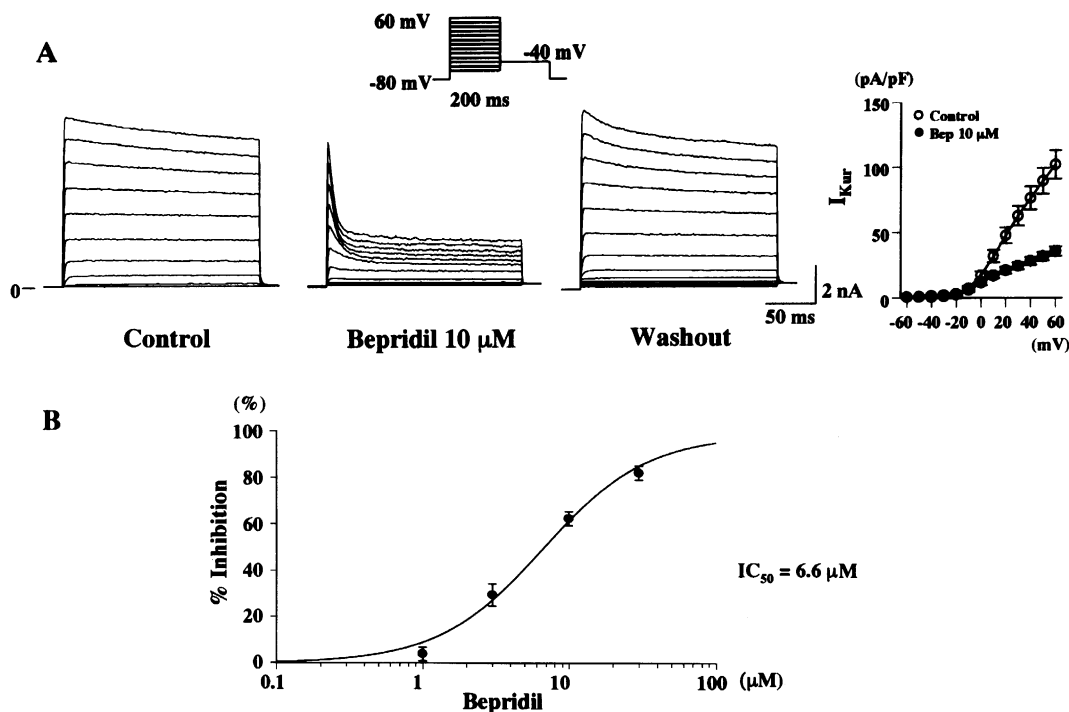 A
60 mV
-40 mV
-80 mV
200 ms
0
Control
Bepridil 10 μM
Washout
2 nA
50 ms
(pA/pF)
150
100
50
0
I_Kur
Control
Bep 10 μM
-60 -40 -20 0 20 40 60
(mV)
B
(%)
100
80
60
40
20
0
% Inhibition
0.1 1 10 100 (μM)
Bepridil
IC50 = 6.6 μM